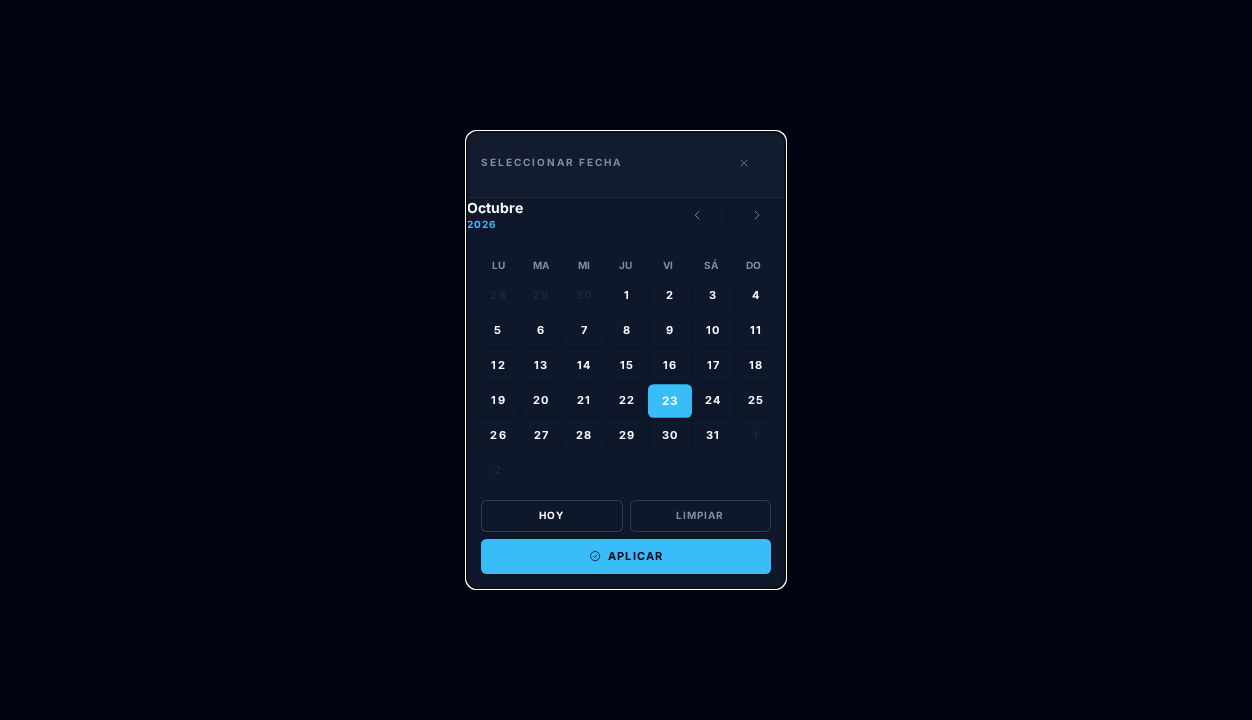 SELECCIONAR FECHA
Octubre
2026
LU MA MI JU VI SÁ DO
28 29 30 1 2 3 4
5 6 7 8 9 10 11
12 13 14 15 16 17 18
19 20 21 22 23 24 25
26 27 28 29 30 31 1
2
HOY LIMPIAR
APLICAR